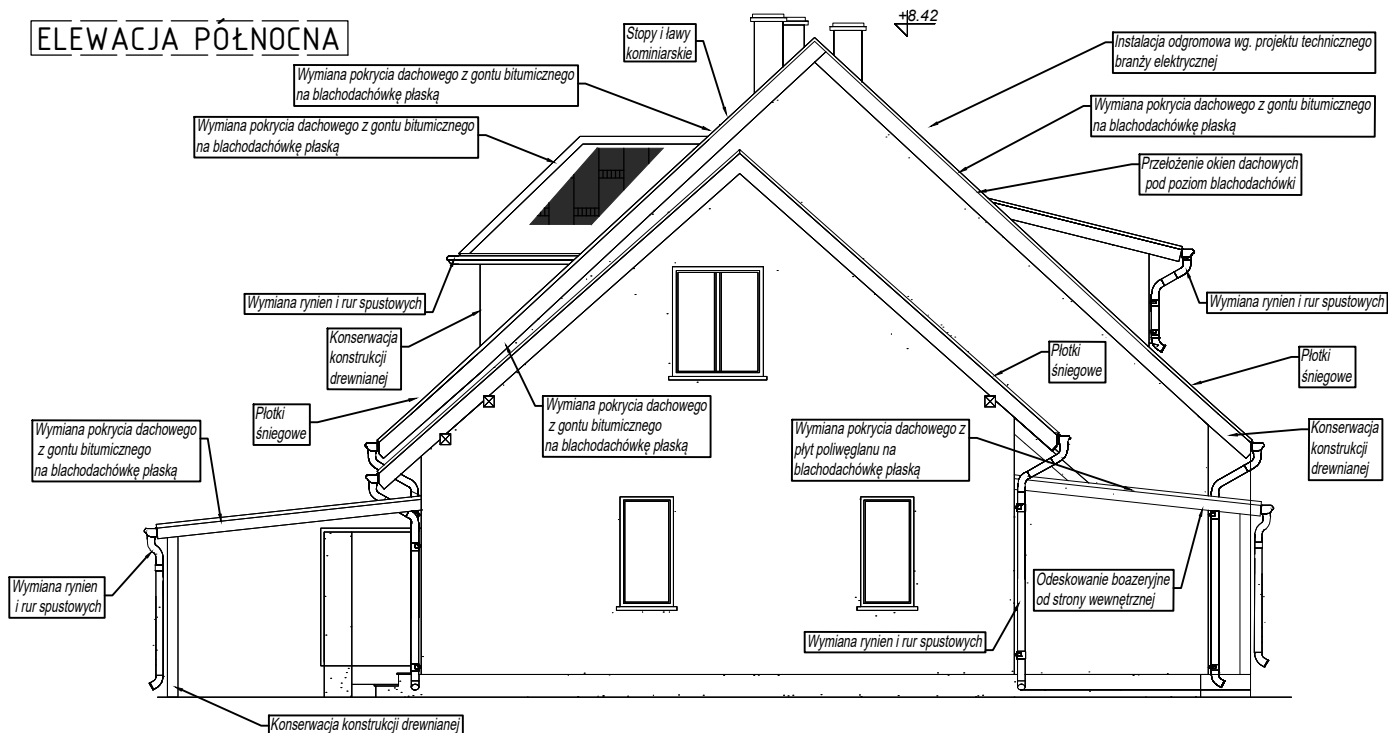 ELEWACJA PÓŁNOCNA
+8.42
Stopy i ławy
kominiarskie
Instalacja odgromowa wg. projektu technicznego
branży elektrycznej
Wymiana pokrycia dachowego z gontu bitumicznego
na blachodachówkę płaską
Wymiana pokrycia dachowego z gontu bitumicznego
na blachodachówkę płaską
Wymiana pokrycia dachowego z gontu bitumicznego
na blachodachówkę płaską
Przełożenie okien dachowych
pod poziom blachodachówki
Wymiana rynien i rur spustowych
Wymiana rynien i rur spustowych
Konserwacja
konstrukcji
drewnianej
Płotki
śniegowe
Płotki
śniegowe
Płotki
śniegowe
Wymiana pokrycia dachowego
z gontu bitumicznego
na blachodachówkę płaską
Wymiana pokrycia dachowego
z gontu bitumicznego
na blachodachówkę płaską
Wymiana pokrycia dachowego z
płyt poliwęglanu na
blachodachówkę płaską
Konserwacja
konstrukcji
drewnianej
Wymiana rynien
i rur spustowych
Odeskowanie boazeryjne
od strony wewnętrznej
Wymiana rynien i rur spustowych
Konserwacja konstrukcji drewnianej